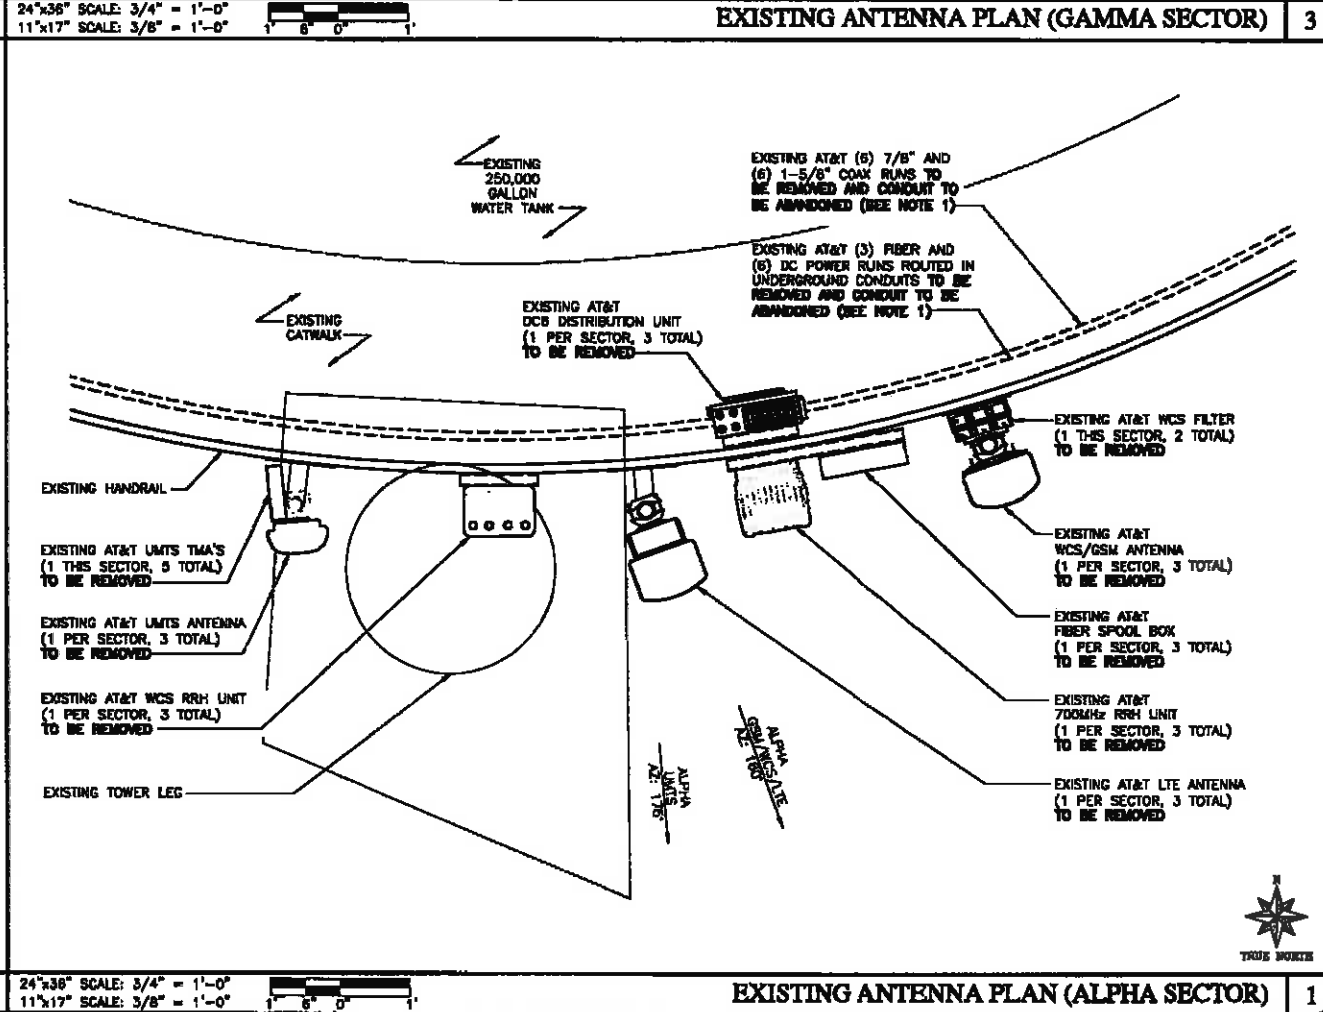 24"x36" SCALE: 3/4" = 1'-0"
11"x17" SCALE: 3/8" = 1'-0"
1' 6" 0" 1'
EXISTING ANTENNA PLAN (GAMMA SECTOR) 3
EXISTING
250,000
GALLON
WATER TANK
EXISTING AT&T (6) 7/8" AND
(6) 1-5/8" COAX RUNS TO
BE REMOVED AND CONDUIT TO
BE ABANDONED (SEE NOTE 1)
EXISTING AT&T (3) FIBER AND
(6) DC POWER RUNS ROUTED IN
UNDERGROUND CONDUITS TO BE
REMOVED AND CONDUIT TO BE
ABANDONED (SEE NOTE 1)
EXISTING
CATWALK
EXISTING AT&T
DC6 DISTRIBUTION UNIT
(1 PER SECTOR, 3 TOTAL)
TO BE REMOVED
EXISTING HANDRAIL
EXISTING AT&T UMTS TMA'S
(1 THIS SECTOR, 5 TOTAL)
TO BE REMOVED
EXISTING AT&T UMTS ANTENNA
(1 PER SECTOR, 3 TOTAL)
TO BE REMOVED
EXISTING AT&T WCS RRH UNIT
(1 PER SECTOR, 3 TOTAL)
TO BE REMOVED
EXISTING TOWER LEG
EXISTING AT&T WCS FILTER
(1 THIS SECTOR, 2 TOTAL)
TO BE REMOVED
EXISTING AT&T
WCS/GSM ANTENNA
(1 PER SECTOR, 3 TOTAL)
TO BE REMOVED
EXISTING AT&T
FIBER SPOOL BOX
(1 PER SECTOR, 3 TOTAL)
TO BE REMOVED
EXISTING AT&T
700MHz RRH UNIT
(1 PER SECTOR, 3 TOTAL)
TO BE REMOVED
EXISTING AT&T LTE ANTENNA
(1 PER SECTOR, 3 TOTAL)
TO BE REMOVED
ALPHA
UMTS
AZ: 176°
ALPHA
GSM/WCS/LTE
AZ:
N
TRUE NORTH
24"x36" SCALE: 3/4" = 1'-0"
11"x17" SCALE: 3/8" = 1'-0"
1' 6" 0" 1'
EXISTING ANTENNA PLAN (ALPHA SECTOR) 1